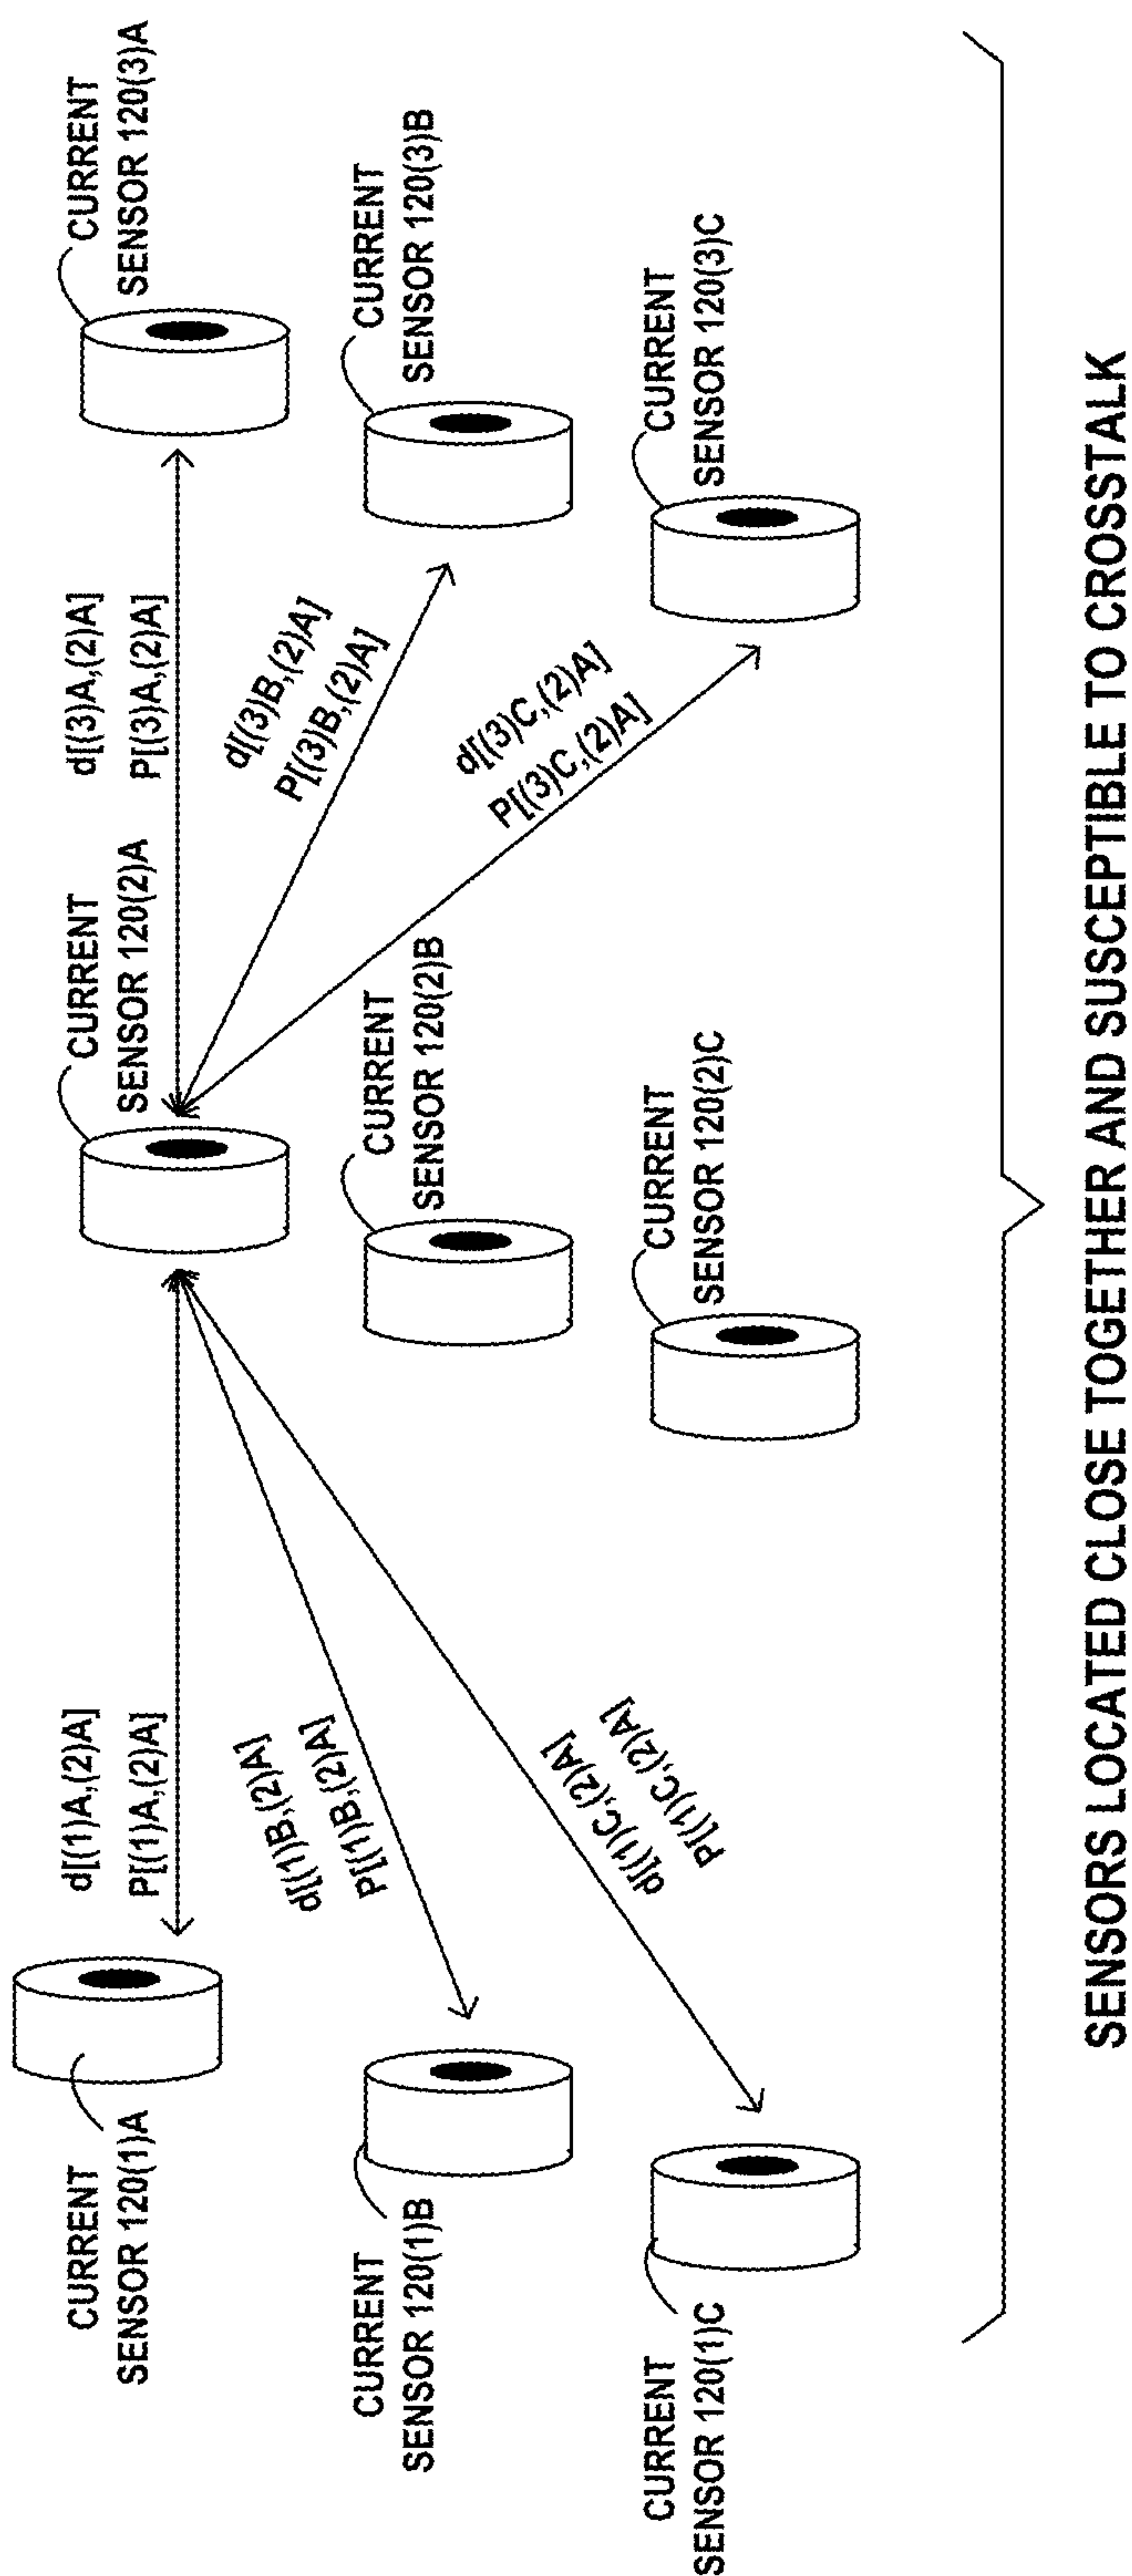 CURRENT
SENSOR 120(1)A
d[(1)A,(2)A]
P[(1)A,(2)A]
CURRENT
SENSOR 120(2)A
d[(3)A,(2)A]
P[(3)A,(2)A]
CURRENT
SENSOR 120(3)A
CURRENT
SENSOR 120(1)B
d[(1)B,(2)A]
P[(1)B,(2)A]
CURRENT
SENSOR 120(2)B
d[(3)B,(2)A]
P[(3)B,(2)A]
CURRENT
SENSOR 120(3)B
CURRENT
SENSOR 120(1)C
d[(1)C,(2)A]
P[(1)C,(2)A]
CURRENT
SENSOR 120(2)C
d[(3)C,(2)A]
P[(3)C,(2)A]
CURRENT
SENSOR 120(3)C
SENSORS LOCATED CLOSE TOGETHER AND SUSCEPTIBLE TO CROSSTALK